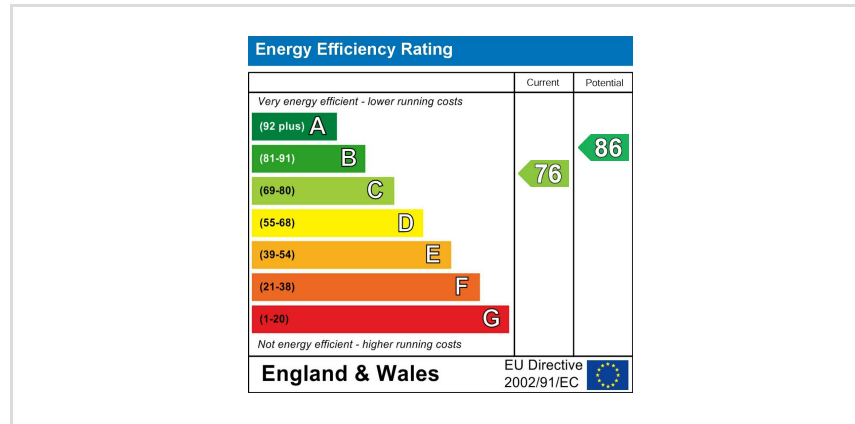 Energy Efficiency Rating
Current Potential
Very energy efficient - lower running costs
(92 plus) A
(81-91) B
(69-80) C
(55-68) D
(39-54) E
(21-38) F
(1-20) G
76
86
Not energy efficient - higher running costs
England & Wales
EU Directive
2002/91/EC